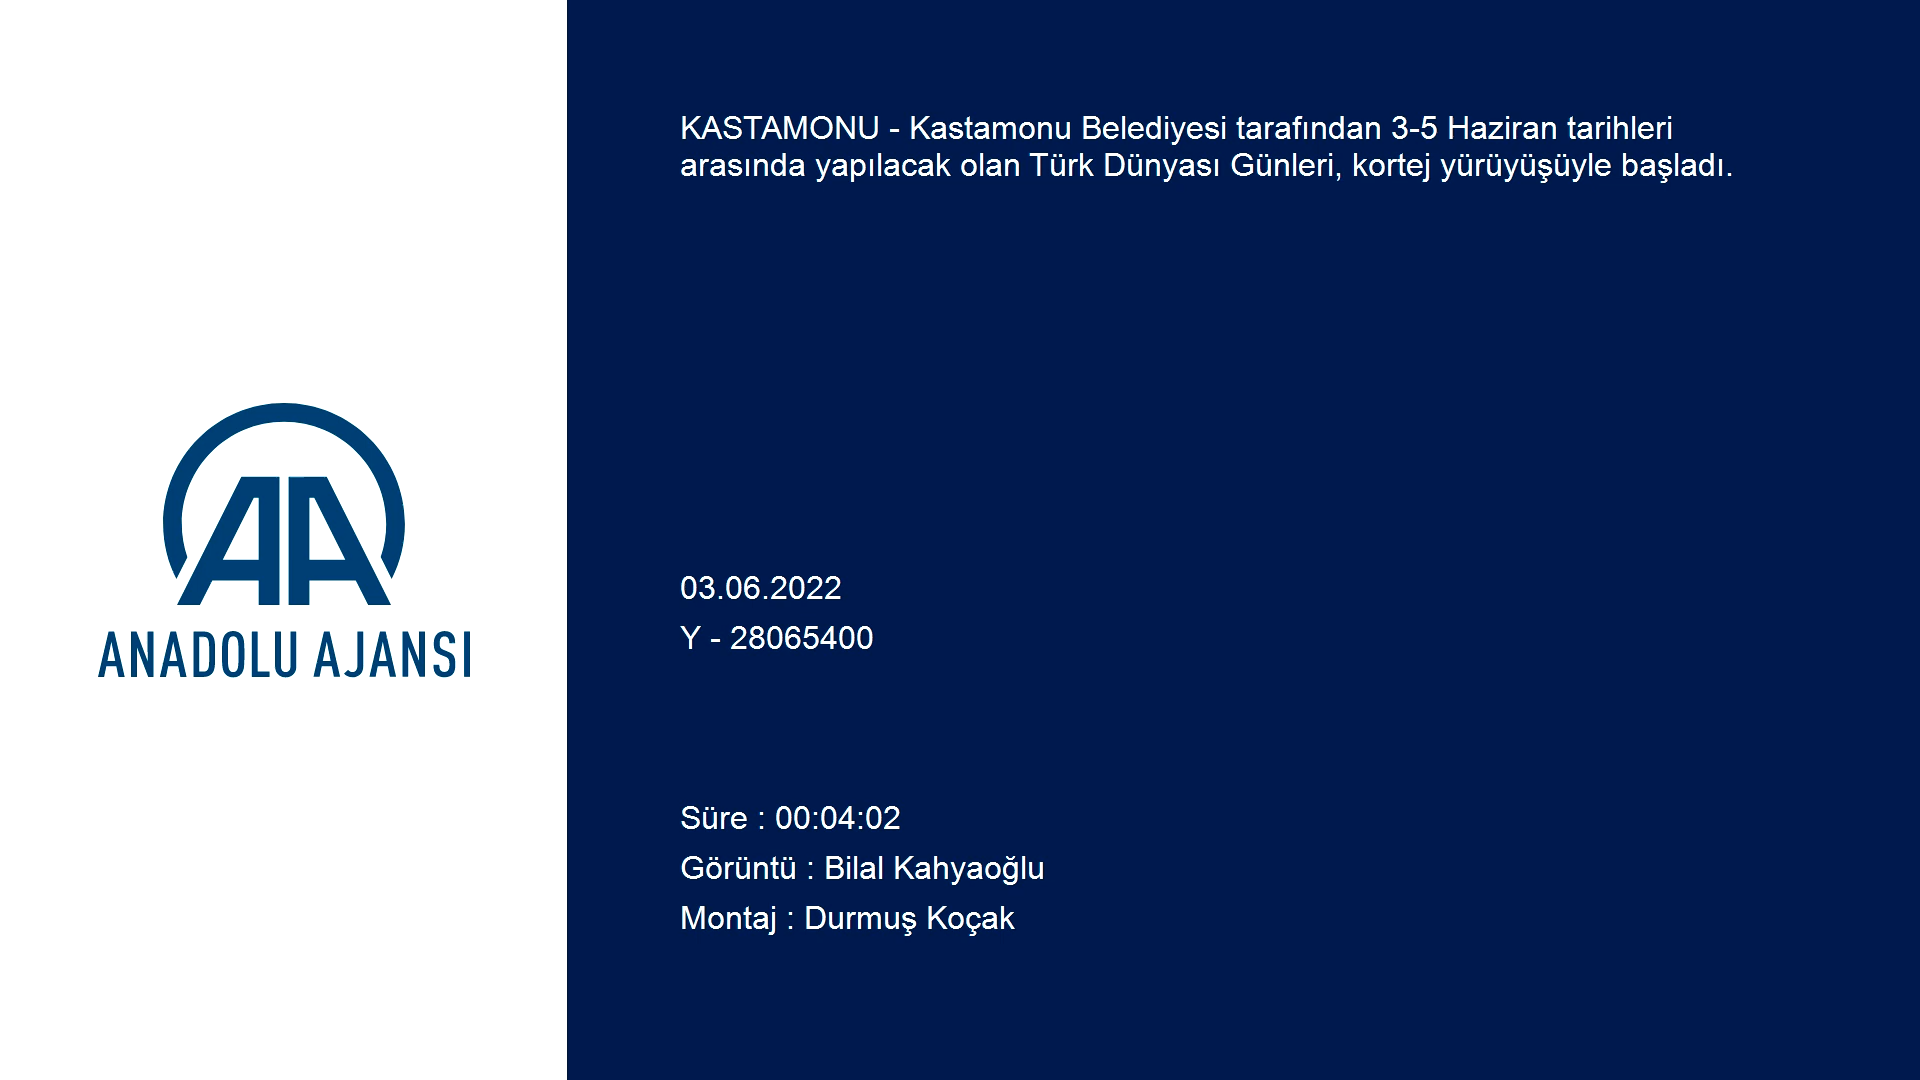 KASTAMONU - Kastamonu Belediyesi tarafından 3-5 Haziran tarihleri
arasında yapılacak olan Türk Dünyası Günleri, kortej yürüyüşüyle başladı.
AA
ANADOLU AJANSI
03.06.2022
Y - 28065400
Süre : 00:04:02
Görüntü : Bilal Kahyaoğlu
Montaj : Durmuş Koçak